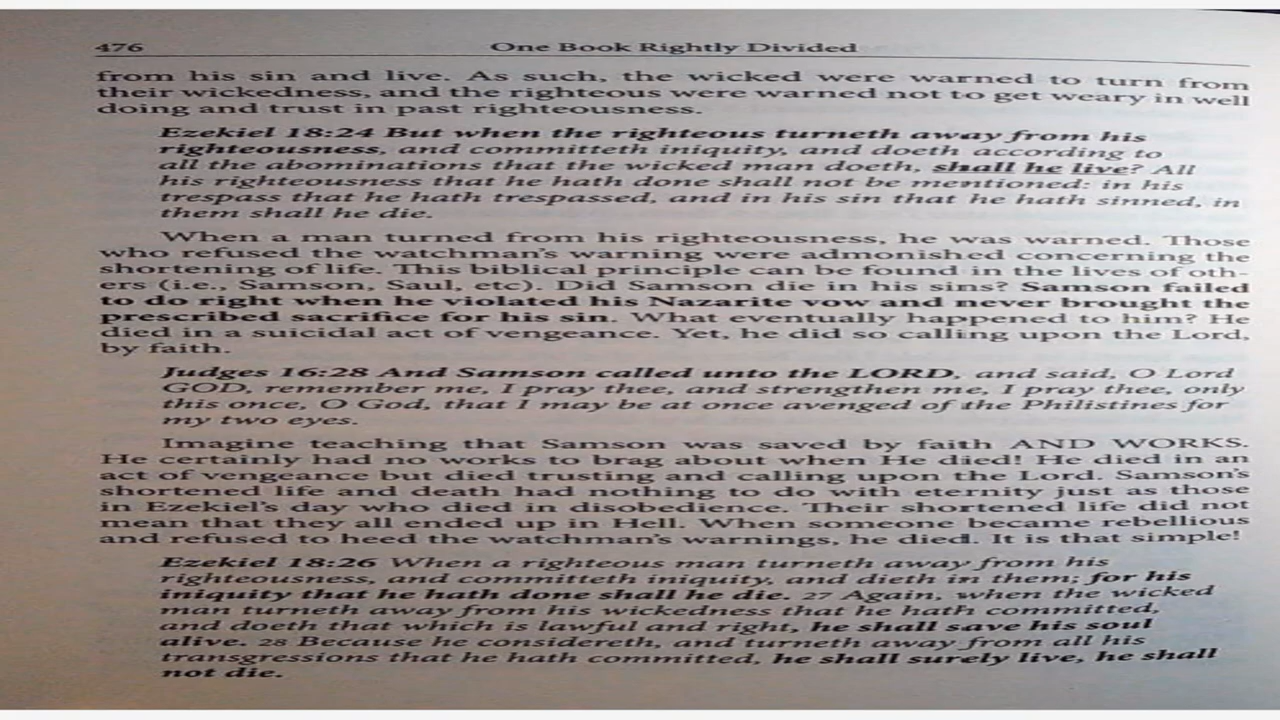 476 One Book Rightly Divided
from his sin and live. As such, the wicked were warned to turn from
their wickedness, and the righteous were warned not to get weary in well
doing and trust in past righteousness.
Ezekiel 18:24 But when the righteous turneth away from his
righteousness, and committeth iniquity, and doeth according to
all the abominations that the wicked man doeth, shall he live? All
his righteousness that he hath done shall not be mentioned: in his
trespass that he hath trespassed, and in his sin that he hath sinned, in
them shall he die.
When a man turned from his righteousness, he was warned. Those
who refused the watchman's warning were admonished concerning the
shortening of life. This biblical principle can be found in the lives of oth-
ers (i.e., Samson, Saul, etc). Did Samson die in his sins? Samson failed
to do right when he violated his Nazarite vow and never brought the
prescribed sacrifice for his sin. What eventually happened to him? He
died in a suicidal act of vengeance. Yet, he did so calling upon the Lord,
by faith.
Judges 16:28 And Samson called unto the LORD, and said, O Lord
GOD, remember me, I pray thee, and strengthen me, I pray thee, only
this once, O God, that I may be at once avenged of the Philistines for
my two eyes.
Imagine teaching that Samson was saved by faith AND WORKS.
He certainly had no works to brag about when He died! He died in an
act of vengeance but died trusting and calling upon the Lord. Samson's
shortened life and death had nothing to do with eternity just as those
in Ezekiel's day who died in disobedience. Their shortened life did not
mean that they all ended up in Hell. When someone became rebellious
and refused to heed the watchman's warnings, he died. It is that simple!
Ezekiel 18:26 When a righteous man turneth away from his
righteousness, and committeth iniquity, and dieth in them; for his
iniquity that he hath done shall he die. 27 Again, when the wicked
man turneth away from his wickedness that he hath committed,
and doeth that which is lawful and right, he shall save his soul
alive. 28 Because he considereth, and turneth away from all his
transgressions that he hath committed, he shall surely live, he shall
not die.